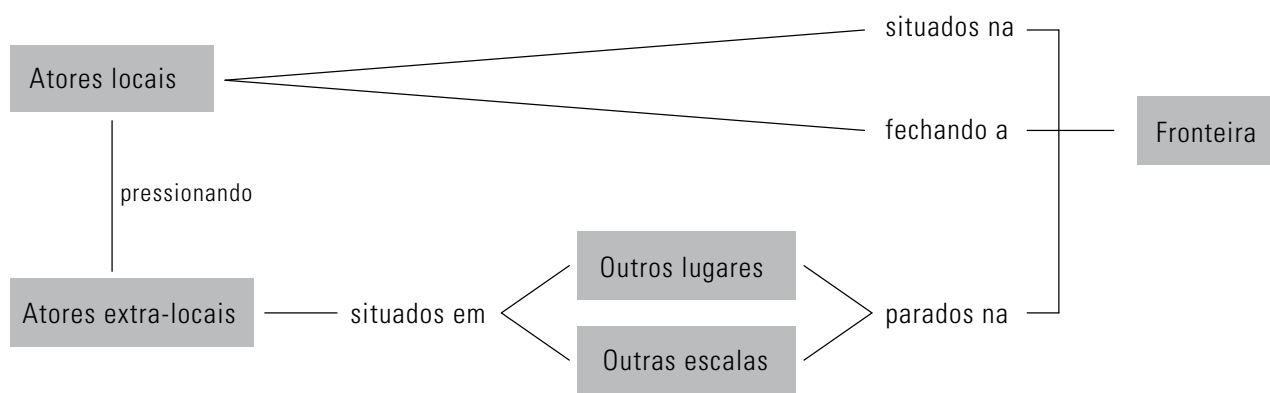 situados na
Atores locais
fechando a
Fronteira
pressionando
Outros lugares
Atores extra-locais
situados em
parados na
Outras escalas